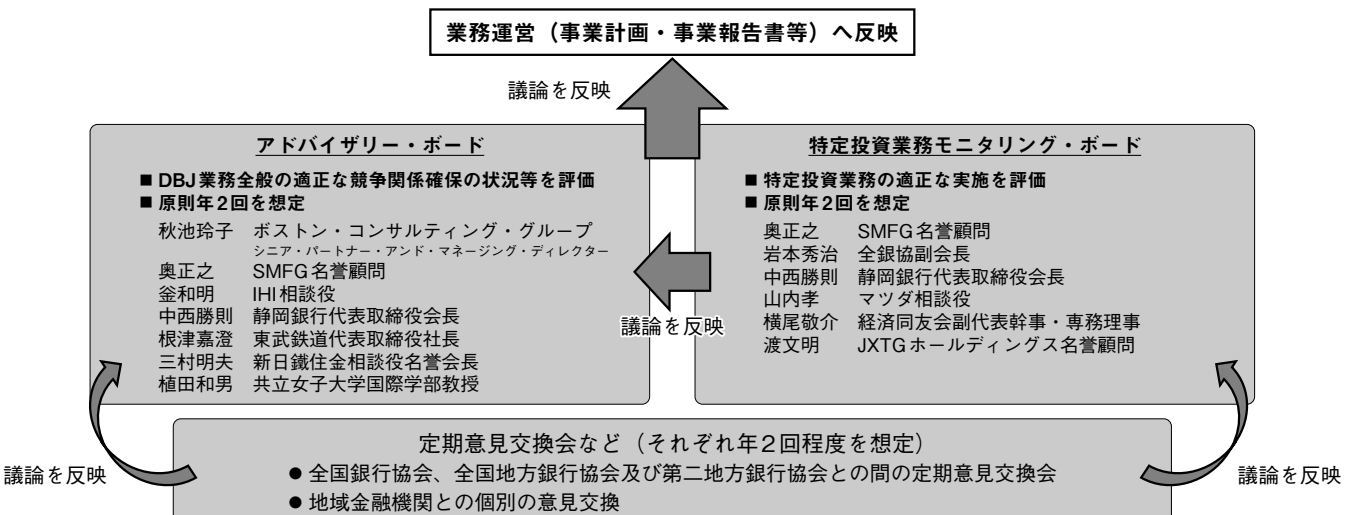 業務運営（事業計画・事業報告書等）へ反映
議論を反映
アドバイザリー・ボード
■ DBJ業務全般の適正な競争関係確保の状況等を評価
■ 原則年2回を想定
秋池玲子 ボストン・コンサルティング・グループ
シニア・パートナー・アンド・マネージング・ディレクター
奥正之 SMFG名誉顧問
釡和明 IHI相談役
中西勝則 静岡銀行代表取締役会長
根津嘉澄 東武鉄道代表取締役社長
三村明夫 新日鐵住金相談役名誉会長
植田和男 共立女子大学国際学部教授
議論を反映
特定投資業務モニタリング・ボード
■ 特定投資業務の適正な実施を評価
■ 原則年2回を想定
奥正之 SMFG名誉顧問
岩本秀治 全銀協副会長
中西勝則 静岡銀行代表取締役会長
山内孝 マツダ相談役
横尾敬介 経済同友会副代表幹事・専務理事
渡文明 JXTGホールディングス名誉顧問
議論を反映
定期意見交換会など（それぞれ年2回程度を想定）
● 全国銀行協会、全国地方銀行協会及び第二地方銀行協会との間の定期意見交換会
● 地域金融機関との個別の意見交換
議論を反映